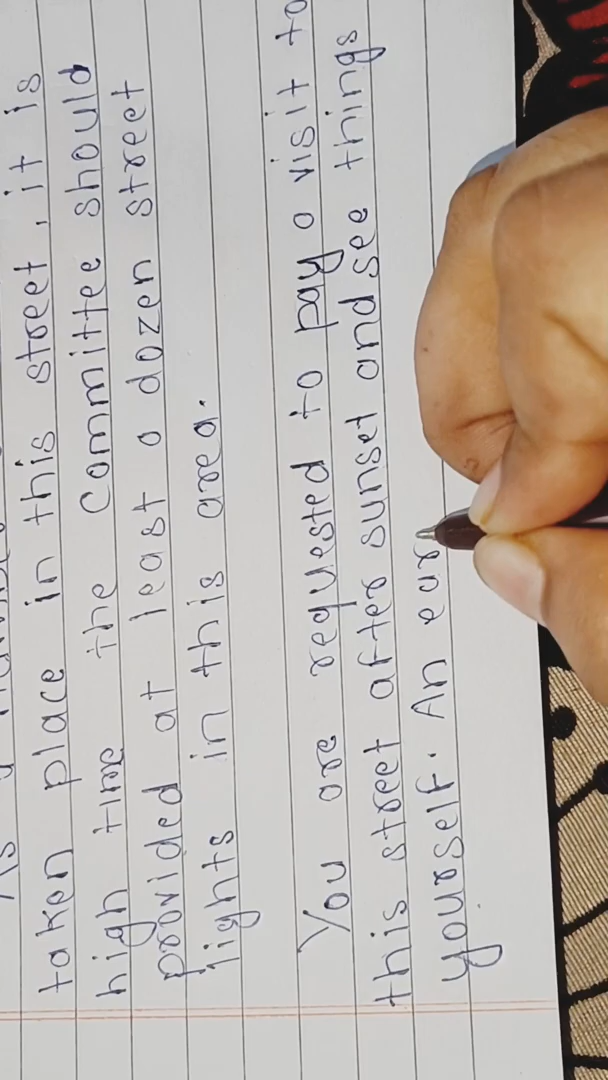 taken place in this street, it is
high time the committee should
provided at least a dozen street
lights in this area.
You are requested to pay a visit to
this street after sunset and see things
yourself. An ear